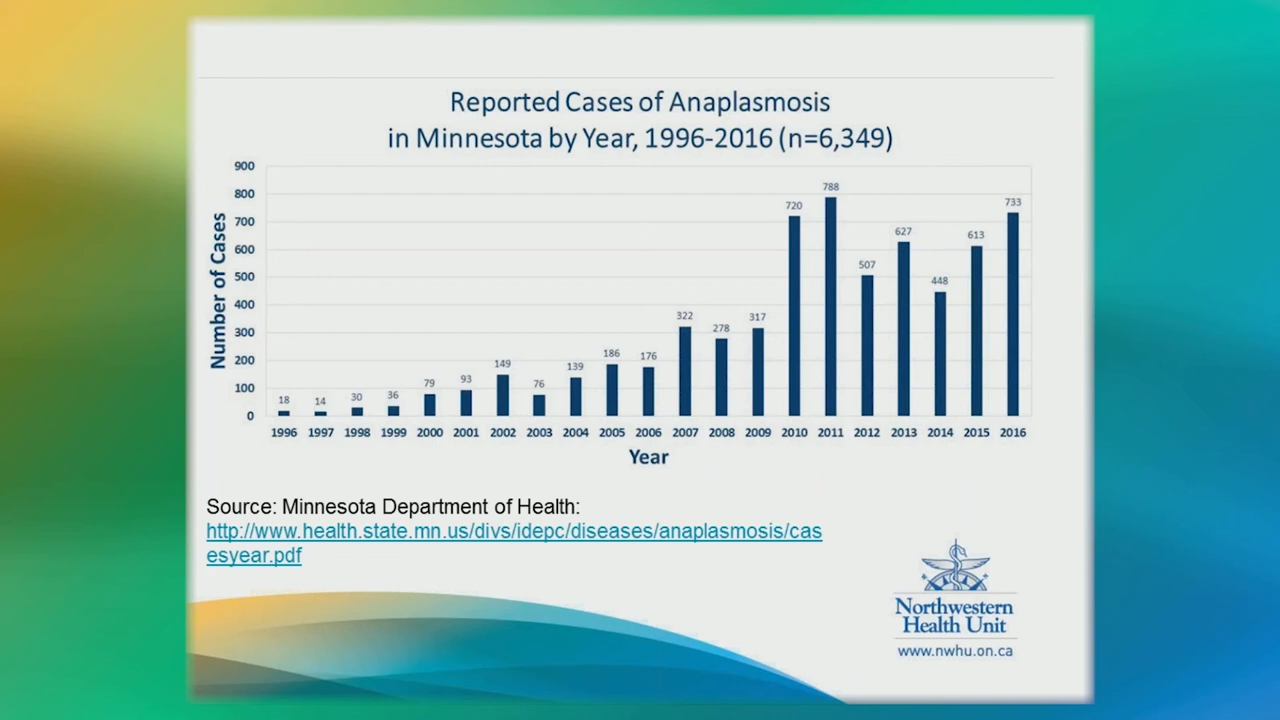 Reported Cases of Anaplasmosis
in Minnesota by Year, 1996-2016 (n=6,349)
Number of Cases
900
800
700
600
500
400
300
200
100
0
18
14
30
36
79
93
149
76
139
186
176
322
278
317
720
788
507
627
448
613
733
1996 1997 1998 1999 2000 2001 2002 2003 2004 2005 2006 2007 2008 2009 2010 2011 2012 2013 2014 2015 2016
Year
Source: Minnesota Department of Health:
http://www.health.state.mn.us/divs/idepc/diseases/anaplasmosis/cas
esyear.pdf
Northwestern
Health Unit
www.nwhu.on.ca